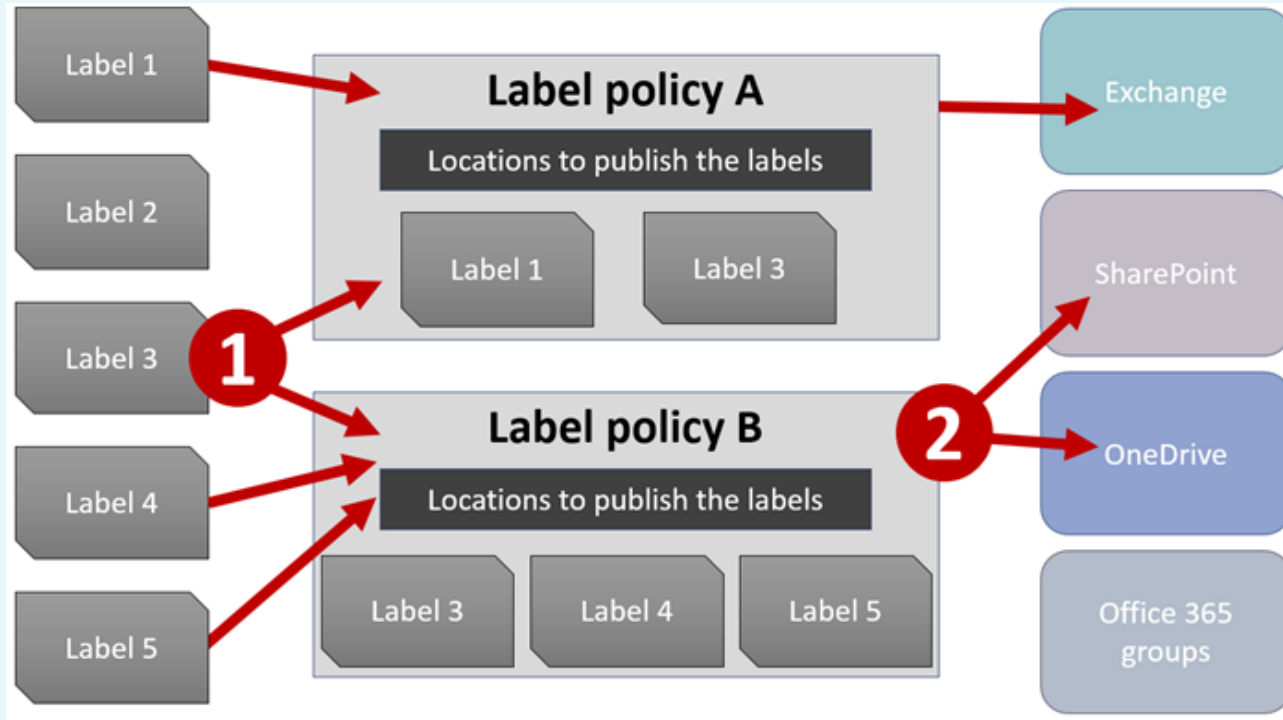 Label 1
Label 2
Label 3
Label 4
Label 5
1
Label policy A
Locations to publish the labels
Label 1
Label 3
Label policy B
Locations to publish the labels
Label 3
Label 4
Label 5
2
Exchange
SharePoint
OneDrive
Office 365
groups